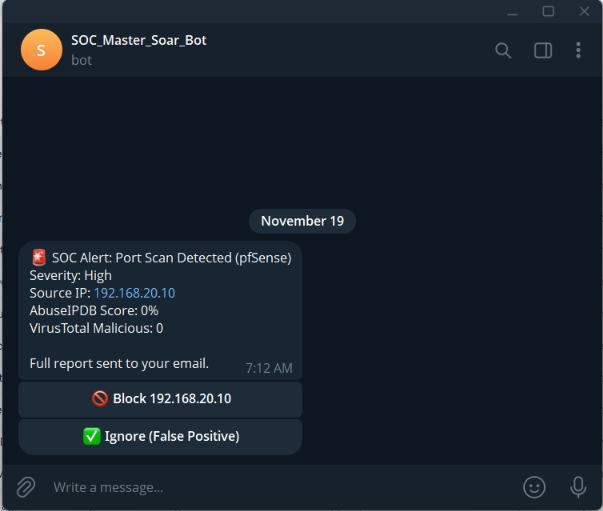 S
SOC_Master_Soar_Bot
bot
November 19
🚨 SOC Alert: Port Scan Detected (pfSense)
Severity: High
Source IP: 192.168.20.10
AbuseIPDB Score: 0%
VirusTotal Malicious: 0
Full report sent to your email.
7:12 AM
🚫 Block 192.168.20.10
✅ Ignore (False Positive)
Write a message...